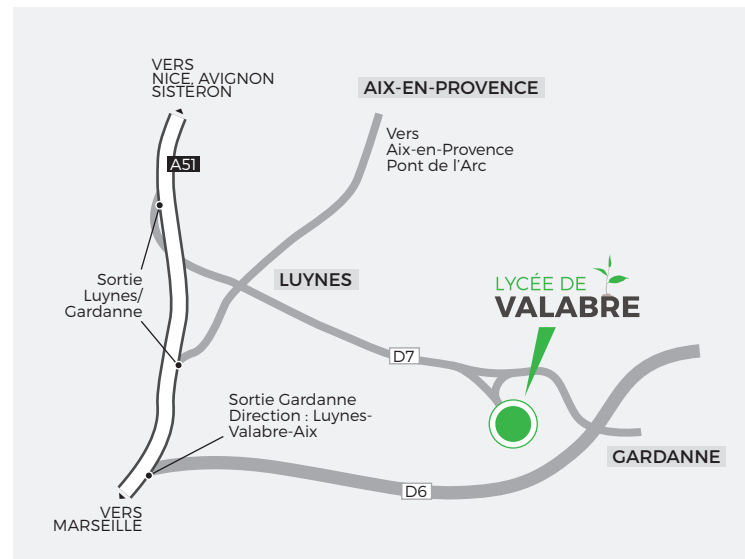 VERS
NICE, AVIGNON
SISTERON
AIX-EN-PROVENCE
Vers
Aix-en-Provence
Pont de l'Arc
A51
Sortie
Luynes/
Gardanne
LUYNES
LYCÉE DE
VALABRE
D7
Sortie Gardanne
Direction : Luynes-
Valabre-Aix
GARDANNE
D6
VERS
MARSEILLE